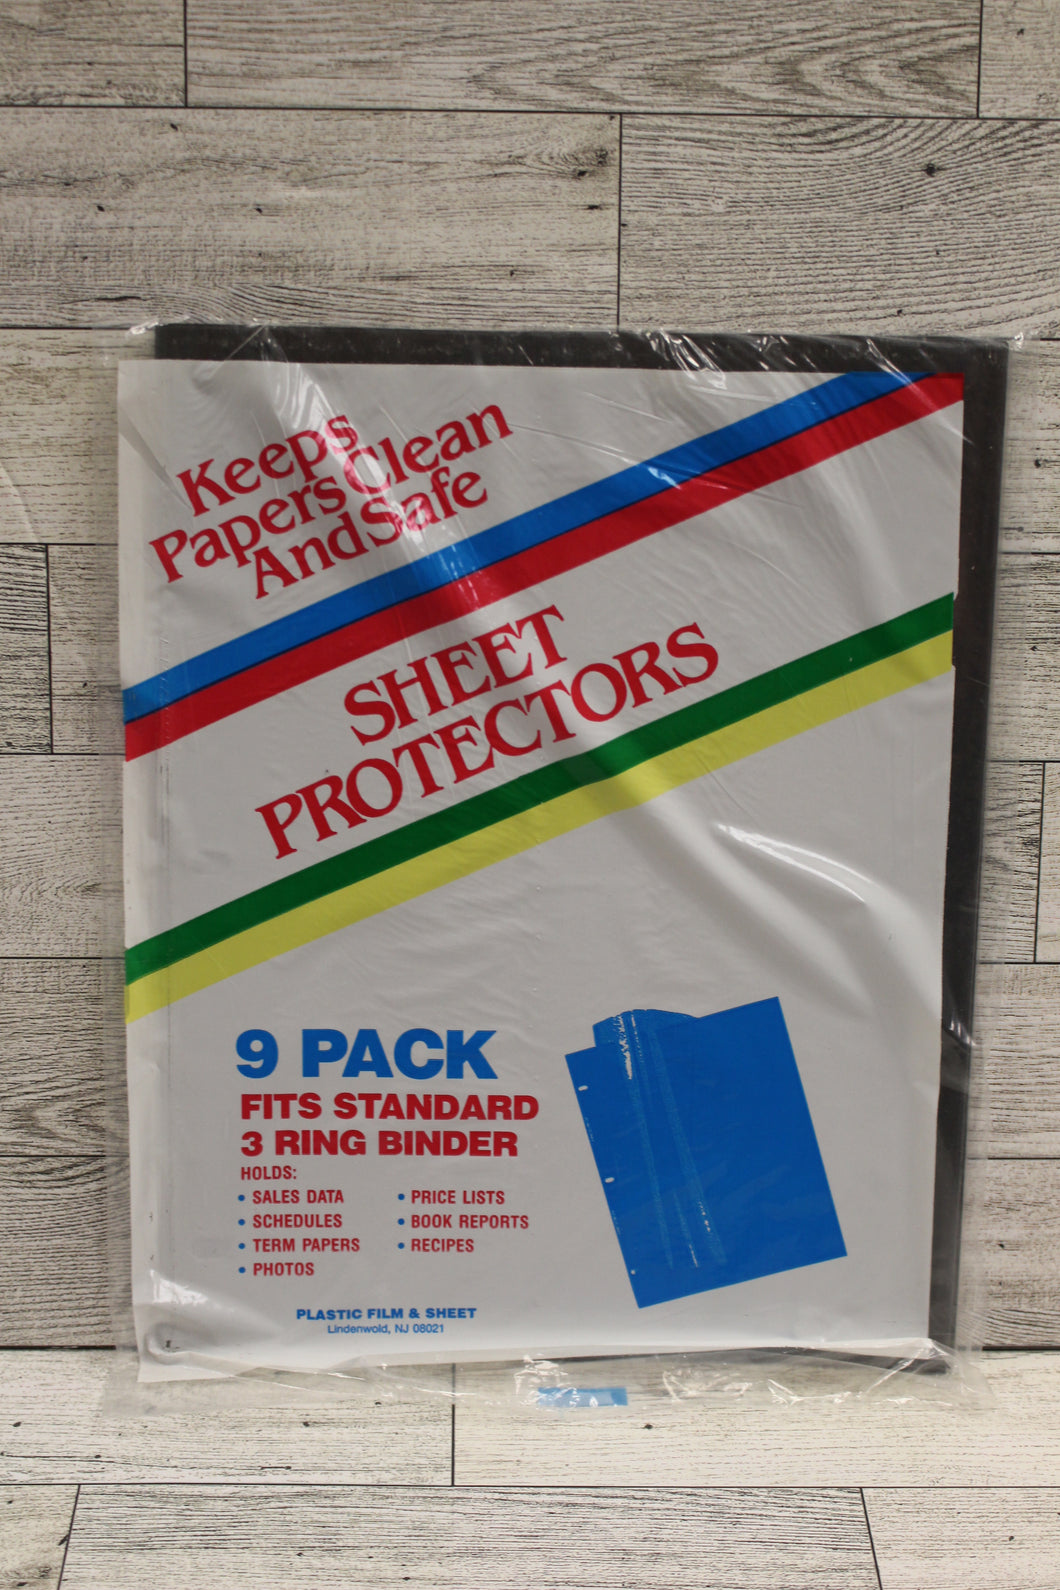 Keeps
Papers Clean
And Safe
SHEET
PROTECTORS
9 PACK
FITS STANDARD
3 RING BINDER
HOLDS:
• SALES DATA
• SCHEDULES
• TERM PAPERS
• PHOTOS
• PRICE LISTS
• BOOK REPORTS
• RECIPES
PLASTIC FILM & SHEET
Lindenwold, NJ 08021